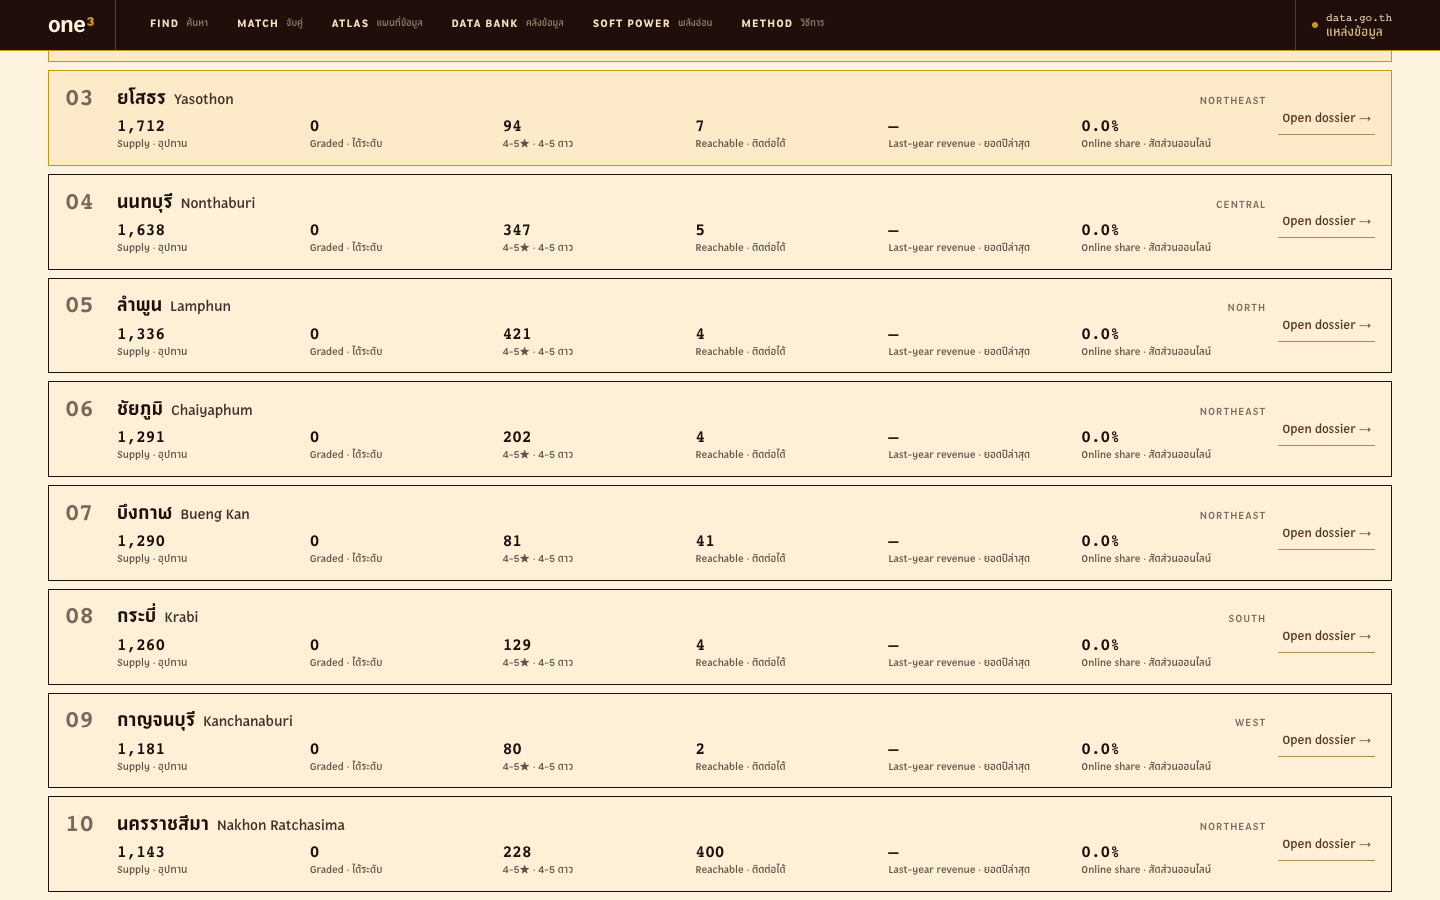 one³
FIND ค้นหา MATCH จับคู่ ATLAS แผนที่ข้อมูล DATA BANK คลังข้อมูล SOFT POWER พลังอ่อน METHOD วิธีการ
data.go.th
แหล่งข้อมูล
03 ยโสธร Yasothon NORTHEAST Open dossier →
1,712 0 94 7 — 0.0%
Supply · อุปทาน Graded · ได้ระดับ 4-5★ · 4-5 ดาว Reachable · ติดต่อได้ Last-year revenue · ยอดปีล่าสุด Online share · สัดส่วนออนไลน์
04 นนทบุรี Nonthaburi CENTRAL Open dossier →
1,638 0 347 5 — 0.0%
Supply · อุปทาน Graded · ได้ระดับ 4-5★ · 4-5 ดาว Reachable · ติดต่อได้ Last-year revenue · ยอดปีล่าสุด Online share · สัดส่วนออนไลน์
05 ลำพูน Lamphun NORTH Open dossier →
1,336 0 421 4 — 0.0%
Supply · อุปทาน Graded · ได้ระดับ 4-5★ · 4-5 ดาว Reachable · ติดต่อได้ Last-year revenue · ยอดปีล่าสุด Online share · สัดส่วนออนไลน์
06 ชัยภูมิ Chaiyaphum NORTHEAST Open dossier →
1,291 0 202 4 — 0.0%
Supply · อุปทาน Graded · ได้ระดับ 4-5★ · 4-5 ดาว Reachable · ติดต่อได้ Last-year revenue · ยอดปีล่าสุด Online share · สัดส่วนออนไลน์
07 บึงกาฬ Bueng Kan NORTHEAST Open dossier →
1,290 0 81 41 — 0.0%
Supply · อุปทาน Graded · ได้ระดับ 4-5★ · 4-5 ดาว Reachable · ติดต่อได้ Last-year revenue · ยอดปีล่าสุด Online share · สัดส่วนออนไลน์
08 กระบี่ Krabi SOUTH Open dossier →
1,260 0 129 4 — 0.0%
Supply · อุปทาน Graded · ได้ระดับ 4-5★ · 4-5 ดาว Reachable · ติดต่อได้ Last-year revenue · ยอดปีล่าสุด Online share · สัดส่วนออนไลน์
09 กาญจนบุรี Kanchanaburi WEST Open dossier →
1,181 0 80 2 — 0.0%
Supply · อุปทาน Graded · ได้ระดับ 4-5★ · 4-5 ดาว Reachable · ติดต่อได้ Last-year revenue · ยอดปีล่าสุด Online share · สัดส่วนออนไลน์
10 นครราชสีมา Nakhon Ratchasima NORTHEAST Open dossier →
1,143 0 228 400 — 0.0%
Supply · อุปทาน Graded · ได้ระดับ 4-5★ · 4-5 ดาว Reachable · ติดต่อได้ Last-year revenue · ยอดปีล่าสุด Online share · สัดส่วนออนไลน์